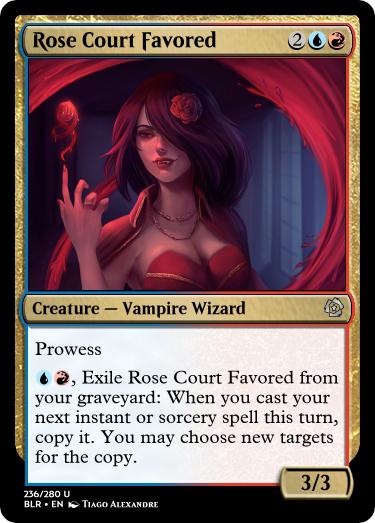 Rose Court Favored 2
Creature — Vampire Wizard
Prowess
, Exile Rose Court Favored from
your graveyard: When you cast your
next instant or sorcery spell this turn,
copy it. You may choose new targets
for the copy.
3/3
236/280 U
BLR • EN Tiago Alexandre